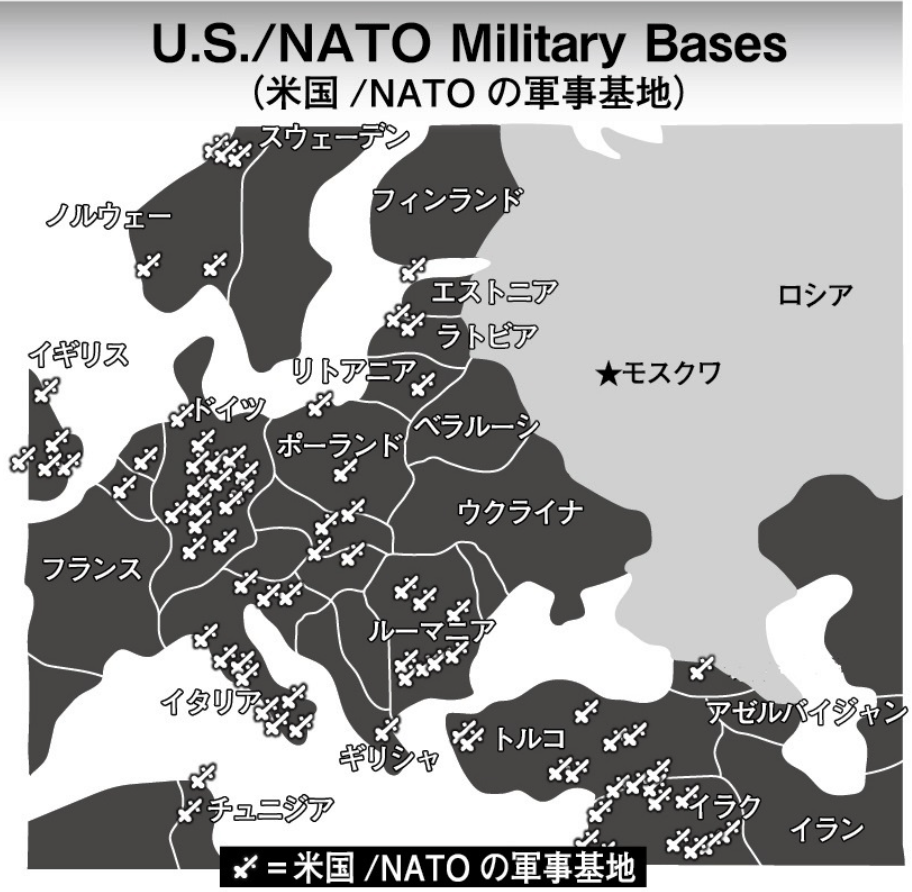 U.S./NATO Military Bases
(米国 /NATO の軍事基地)
スウェーデン
フィンランド
ノルウェー
エストニア
ロシア
ラトビア
イギリス
リトアニア
★モスクワ
ドイツ
ベラルーシ
ポーランド
ウクライナ
フランス
ルーマニア
イタリア
アゼルバイジャン
トルコ
ギリシャ
チュニジア
イラク
イラン
=米国 /NATO の軍事基地